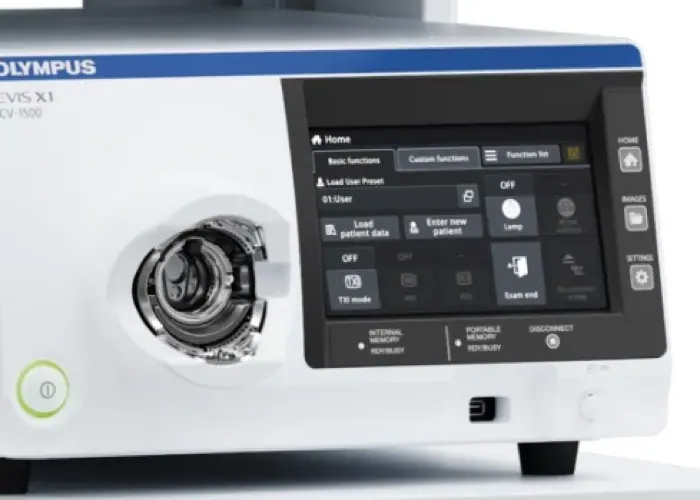 OLYMPUS
EVIS X1
CV-1500
Home
Basic functions
Custom functions
Function list
Load User Preset
01:User
OFF
Lamp
Load
patient data
Enter new
patient
OFF
OFF
TXI mode
Exam end
HOME
IMAGES
SETTINGS
INTERNAL
MEMORY
RDY/BUSY
PORTABLE
MEMORY
RDY/BUSY
DISCONNECT